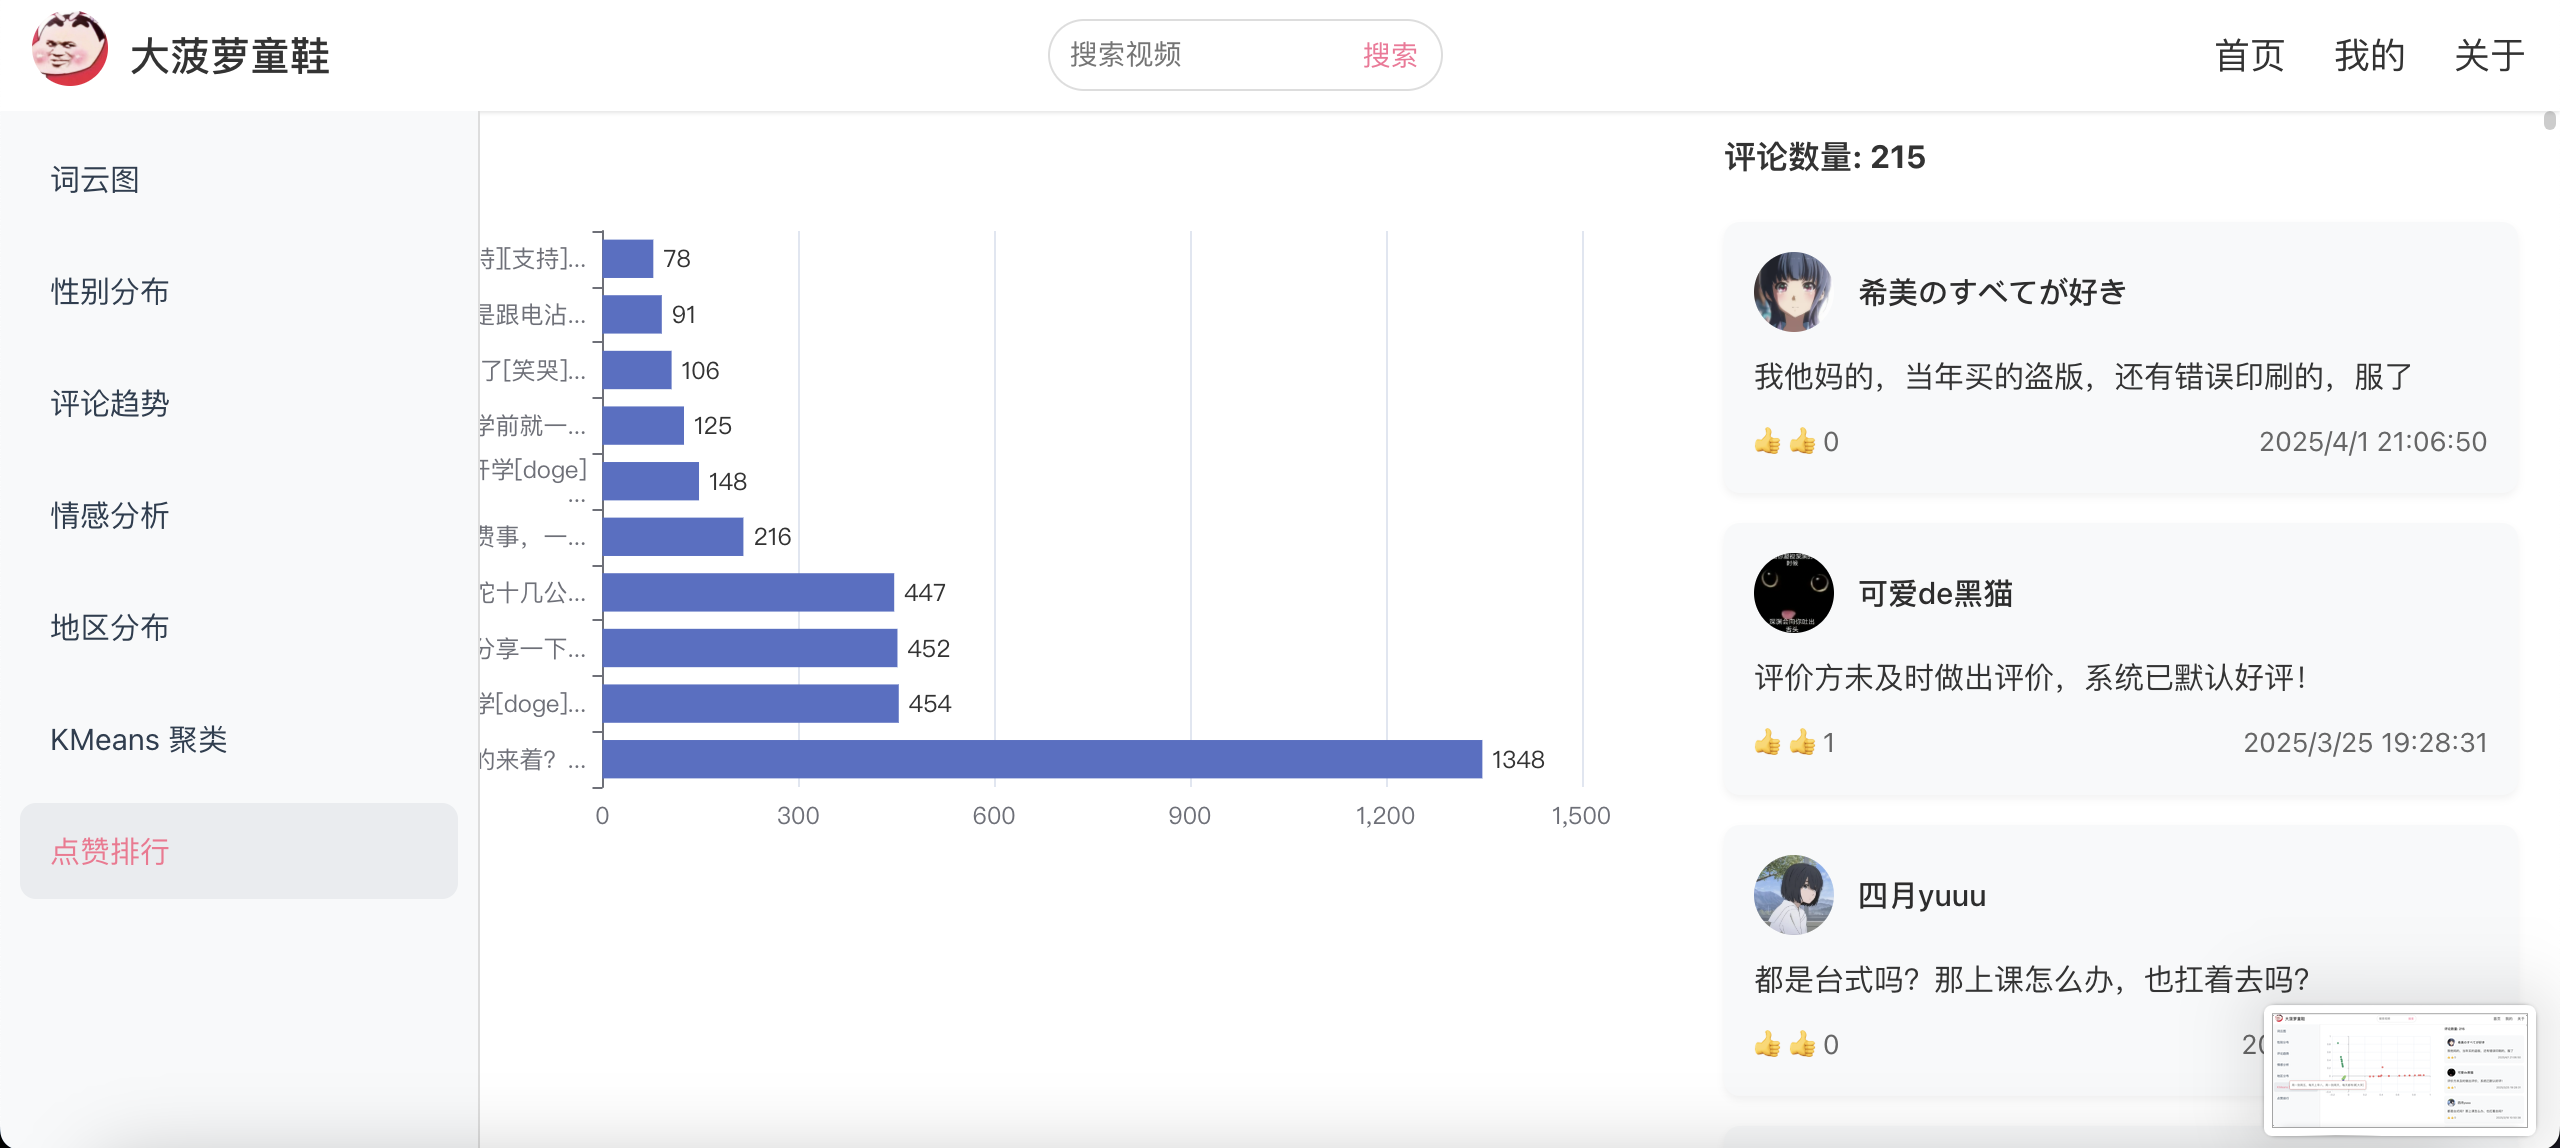 大菠萝童鞋
搜索视频
搜索
首页
我的
关于
词云图
性别分布
评论趋势
情感分析
地区分布
KMeans 聚类
点赞排行
[支持]...
是跟电沾...
了[笑哭]...
学前就一...
开学[doge]
...
费事，一...
十几公...
分享一下...
学[doge]...
的来着？...
78
91
106
125
148
216
447
452
454
1348
0
300
600
900
1,200
1,500
评论数量: 215
希美のすべてが好き
我他妈的，当年买的盗版，还有错误印刷的，服了
👍 👍 0
2025/4/1 21:06:50
可爱de黑猫
评价方未及时做出评价，系统已默认好评！
👍 👍 1
2025/3/25 19:28:31
四月yuuu
都是台式吗？那上课怎么办，也扛着去吗？
👍 👍 0